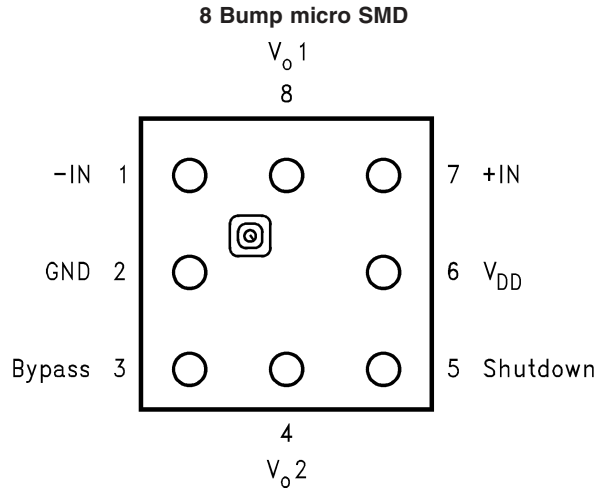 8 Bump micro SMD
Vo1
8
-IN 1 7 +IN
GND 2 6 VDD
Bypass 3 5 Shutdown
4
Vo2